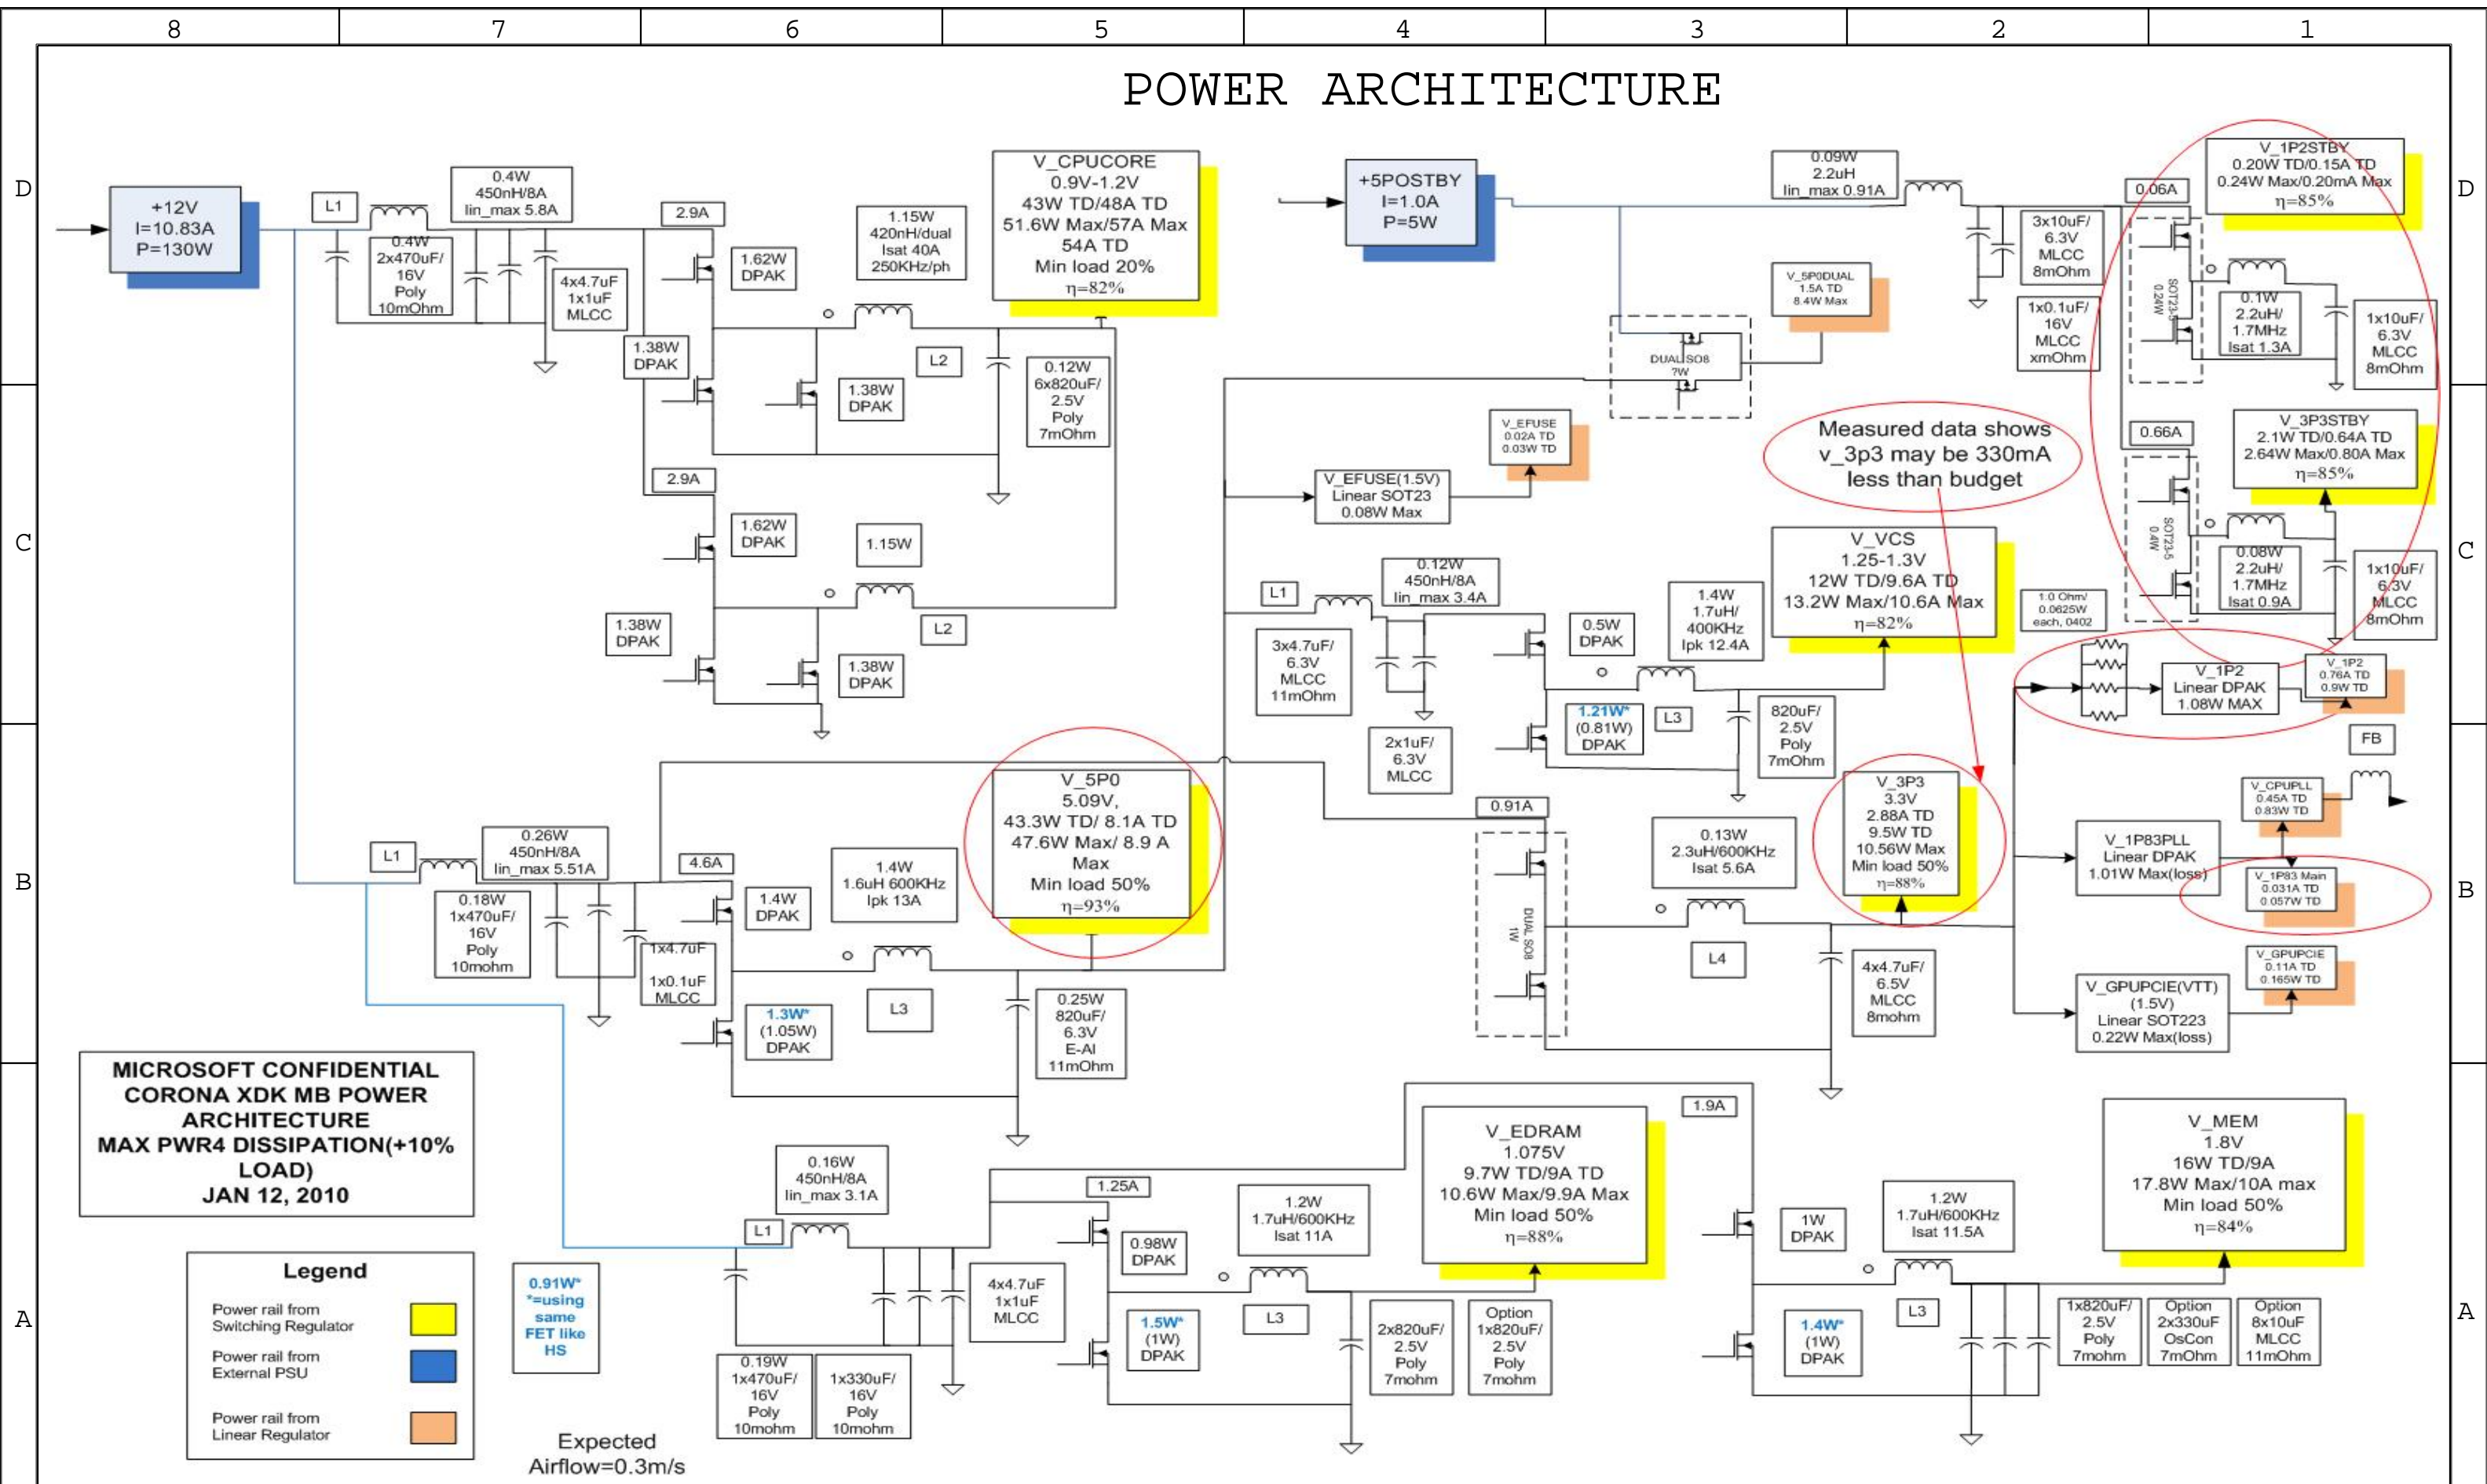 8
7
6
5
4
3
2
1
POWER ARCHITECTURE
D
C
B
A
+12V
I=10.83A
P=130W
L1
0.4W
450nH/8A
Iin_max 5.8A
0.4W
2x470uF/
16V
Poly
10mOhm
4x4.7uF
1x1uF
MLCC
2.9A
1.62W
DPAK
1.15W
420nH/dual
Isat 40A
250KHz/ph
V_CPUCORE
0.9V-1.2V
43W TD/48A TD
51.6W Max/57A Max
54A TD
Min load 20%
η=82%
1.38W
DPAK
1.38W
DPAK
L2
0.12W
6x820uF/
2.5V
Poly
7mOhm
2.9A
1.62W
DPAK
1.15W
1.38W
DPAK
1.38W
DPAK
L2
+5POSTBY
I=1.0A
P=5W
0.09W
2.2uH
Iin_max 0.91A
V_5P0DUAL
1.5A TD
8.4W Max
DUAL SO8
?W
3x10uF/
6.3V
MLCC
8mOhm
1x0.1uF/
16V
MLCC
xmOhm
0.06A
V_1P2STBY
0.20W TD/0.15A TD
0.24W Max/0.20mA Max
η=85%
SOT23-5
0.24W
0.1W
2.2uH/
1.7MHz
Isat 1.3A
1x10uF/
6.3V
MLCC
8mOhm
0.66A
V_3P3STBY
2.1W TD/0.64A TD
2.64W Max/0.80A Max
η=85%
SOT23-5
0.4W
0.08W
2.2uH/
1.7MHz
Isat 0.9A
1x10uF/
6.3V
MLCC
8mOhm
V_EFUSE
0.02A TD
0.03W TD
V_EFUSE(1.5V)
Linear SOT23
0.08W Max
Measured data shows
v_3p3 may be 330mA
less than budget
L1
0.12W
450nH/8A
Iin_max 3.4A
3x4.7uF/
6.3V
MLCC
11mOhm
2x1uF/
6.3V
MLCC
0.5W
DPAK
1.21W*
(0.81W)
DPAK
1.4W
1.7uH/
400KHz
Ipk 12.4A
L3
V_VCS
1.25-1.3V
12W TD/9.6A TD
13.2W Max/10.6A Max
η=82%
820uF/
2.5V
Poly
7mOhm
1.0 Ohm/
0.0625W
each, 0402
V_1P2
Linear DPAK
1.08W MAX
V_1P2
0.76A TD
0.9W TD
FB
L1
0.26W
450nH/8A
Iin_max 5.51A
0.18W
1x470uF/
16V
Poly
10mohm
1x4.7uF
1x0.1uF
MLCC
4.6A
1.4W
DPAK
1.3W*
(1.05W)
DPAK
1.4W
1.6uH 600KHz
Ipk 13A
L3
V_5P0
5.09V,
43.3W TD/ 8.1A TD
47.6W Max/ 8.9 A
Max
Min load 50%
η=93%
0.25W
820uF/
6.3V
E-Al
11mOhm
0.91A
DUAL SO8
1W
0.13W
2.3uH/600KHz
Isat 5.6A
L4
V_3P3
3.3V
2.88A TD
9.5W TD
10.56W Max
Min load 50%
η=88%
4x4.7uF/
6.5V
MLCC
8mohm
V_CPUPLL
0.45A TD
0.83W TD
V_1P83PLL
Linear DPAK
1.01W Max(loss)
V_1P83 Main
0.031A TD
0.057W TD
V_GPUPCIE
0.11A TD
0.165W TD
V_GPUPCIE(VTT)
(1.5V)
Linear SOT223
0.22W Max(loss)
MICROSOFT CONFIDENTIAL
CORONA XDK MB POWER
ARCHITECTURE
MAX PWR4 DISSIPATION(+10%
LOAD)
JAN 12, 2010
Legend
Power rail from
Switching Regulator
Power rail from
External PSU
Power rail from
Linear Regulator
0.91W*
*=using
same
FET like
HS
Expected
Airflow=0.3m/s
0.16W
450nH/8A
Iin_max 3.1A
L1
0.19W
1x470uF/
16V
Poly
10mohm
1x330uF/
16V
Poly
10mohm
4x4.7uF
1x1uF
MLCC
1.25A
0.98W
DPAK
1.5W*
(1W)
DPAK
1.2W
1.7uH/600KHz
Isat 11A
L3
V_EDRAM
1.075V
9.7W TD/9A TD
10.6W Max/9.9A Max
Min load 50%
η=88%
2x820uF/
2.5V
Poly
7mohm
Option
1x820uF/
2.5V
Poly
7mohm
1.9A
1W
DPAK
1.4W*
(1W)
DPAK
1.2W
1.7uH/600KHz
Isat 11.5A
L3
V_MEM
1.8V
16W TD/9A
17.8W Max/10A max
Min load 50%
η=84%
1x820uF/
2.5V
Poly
7mohm
Option
2x330uF
OsCon
7mOhm
Option
8x10uF
MLCC
11mOhm
D
C
B
A